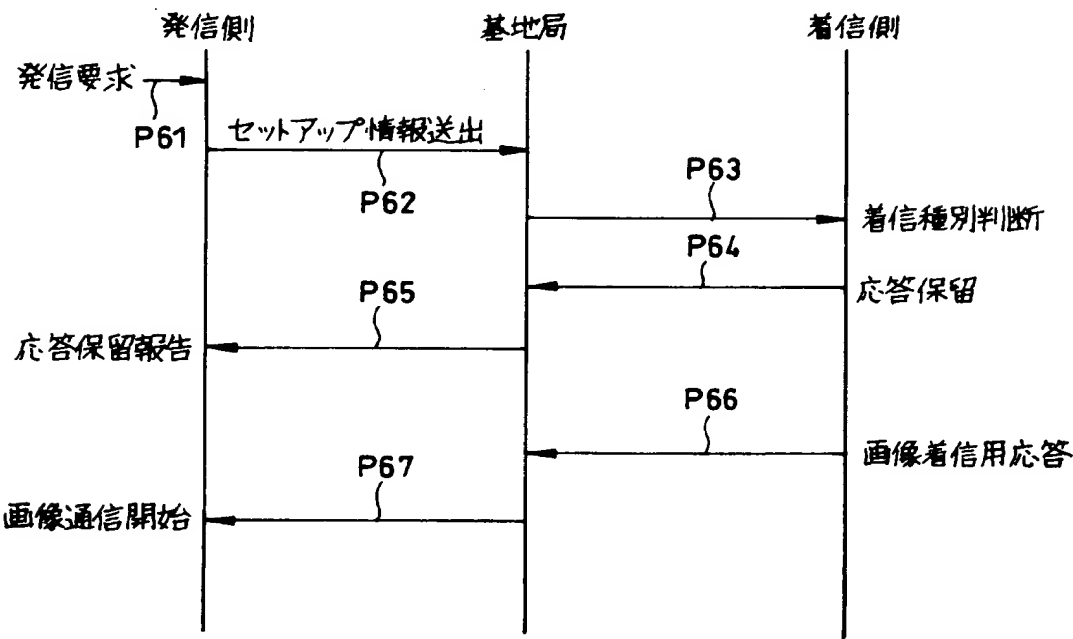 発信側
基地局
着信側
発信要求
P61
セットアップ情報送出
P62
P63
着信種別判断
P64
応答保留
P65
応答保留報告
P66
画像着信用応答
P67
画像通信開始